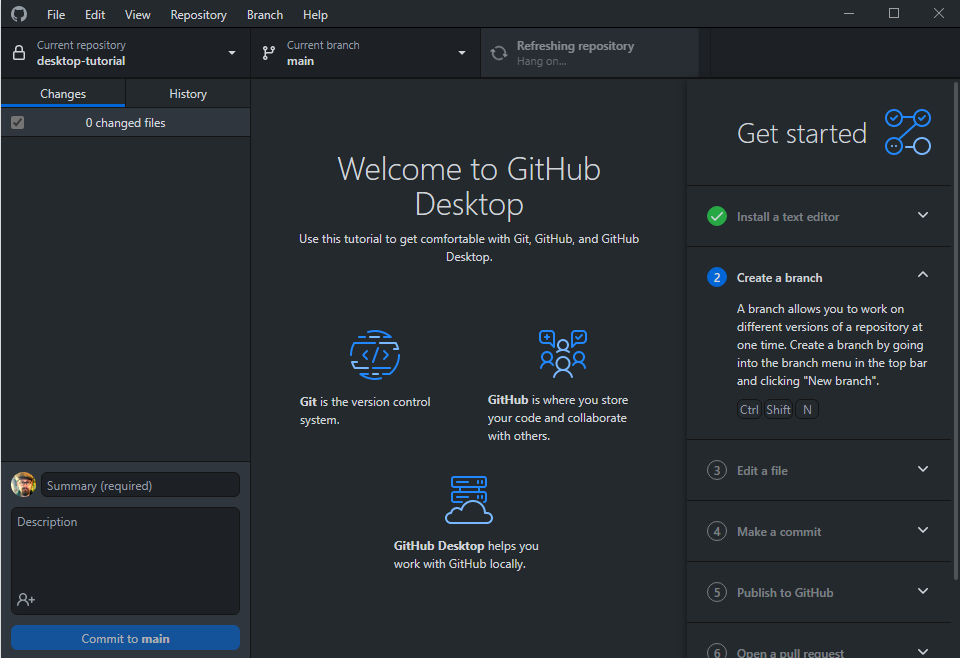 File Edit View Repository Branch Help
Current repository
desktop-tutorial
Current branch
main
Refreshing repository
Hang on...
Changes History
0 changed files
Summary (required)
Description
Commit to main
Welcome to GitHub
Desktop
Use this tutorial to get comfortable with Git, GitHub, and GitHub
Desktop.
Git is the version control
system.
GitHub is where you store
your code and collaborate
with others.
GitHub Desktop helps you
work with GitHub locally.
Get started
Install a text editor
2 Create a branch
A branch allows you to work on
different versions of a repository at
one time. Create a branch by going
into the branch menu in the top bar
and clicking "New branch".
Ctrl Shift N
3 Edit a file
4 Make a commit
5 Publish to GitHub
6 Open a pull request